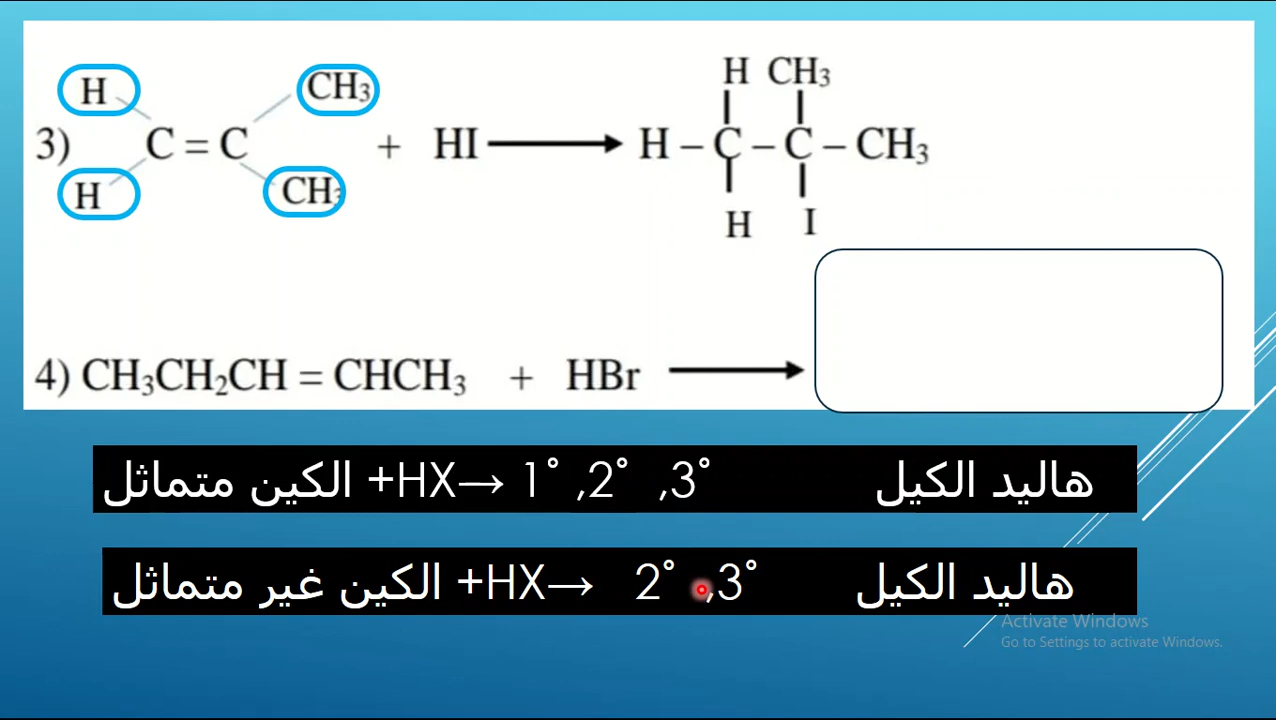 H CH₃ H CH₃
3) C = C + HI ⟶ H – C – C – CH₃
H CH₃ H I
4) CH₃CH₂CH = CHCH₃ + HBr ⟶
الكين متماثل +HX→ 1° ,2° ,3° هاليد الكيل
الكين غير متماثل +HX→ 2° ,3° هاليد الكيل
Activate Windows
Go to Settings to activate Windows.